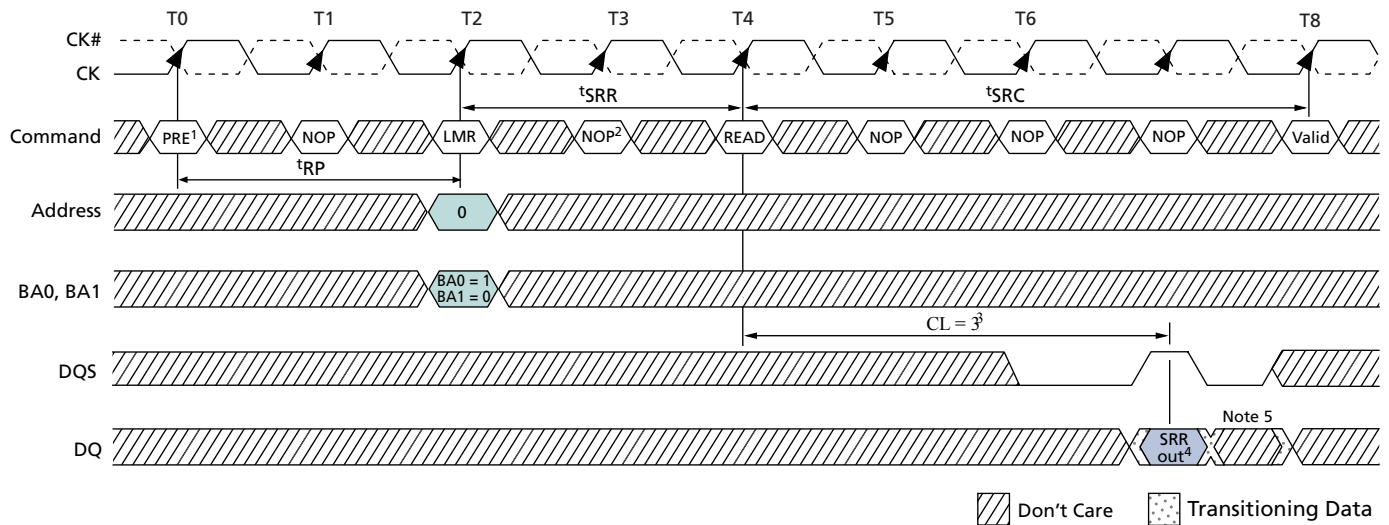 T0 T1 T2 T3 T4 T5 T6 T8
CK#
CK
tSRR tSRC
Command PRE1 NOP LMR NOP2 READ NOP NOP NOP Valid
tRP
Address 0
BA0, BA1 BA0 = 1
BA1 = 0
CL = 33
DQS
Note 5
DQ SRR
out4
Don't Care Transitioning Data